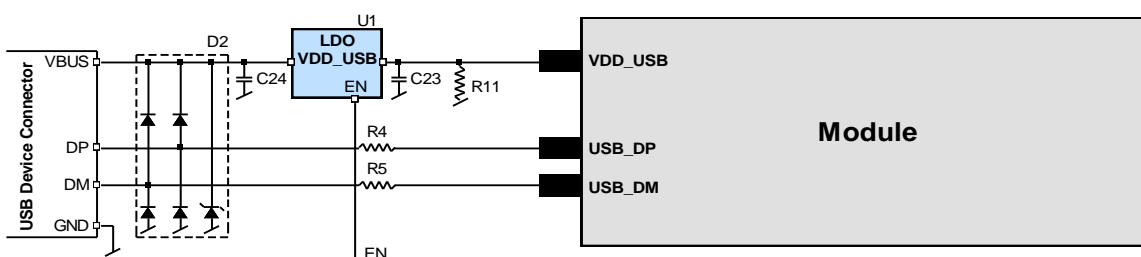 U1
D2
LDO
VDD_USB
VBUS
C24
C23
R11
EN
VDD_USB
USB Device Connector
R4
DP
USB_DP
Module
R5
DM
USB_DM
GND
EN